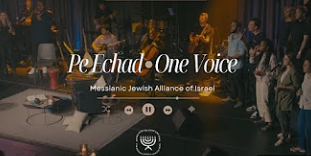 Pe Echad • One Voice
Messianic Jewish Alliance of Israel